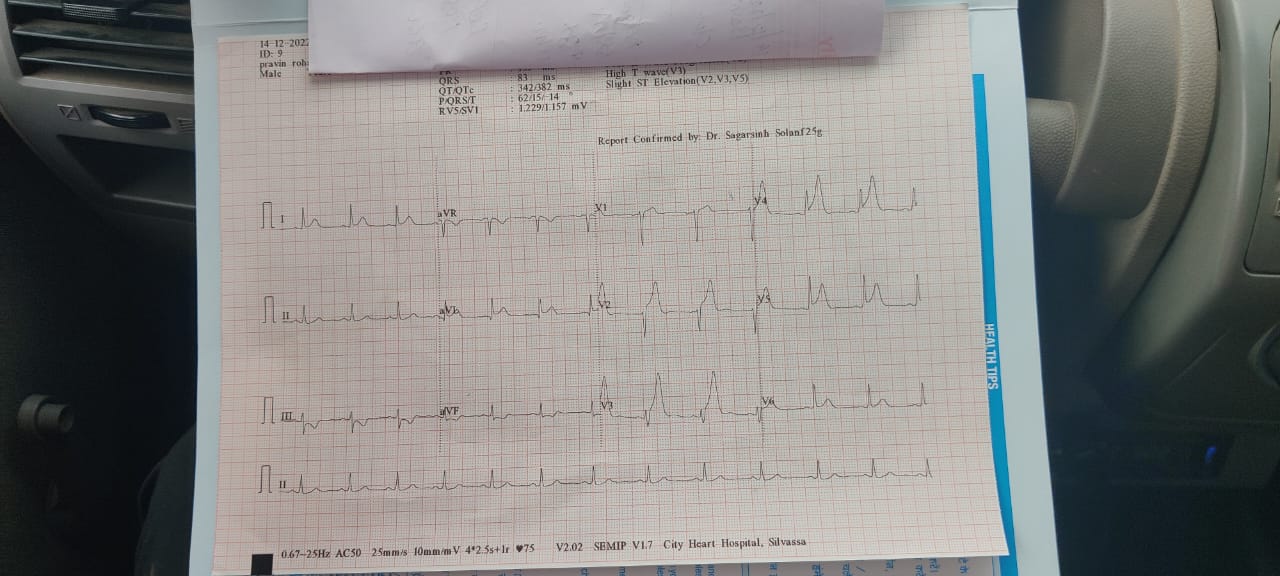 14-12-202
ID: 9
pravin roh
Male
QRS : 83 ms
QT/QTc : 342/382 ms
P/QRS/T : 62/15/-14 °
RV5/SV1 : 1.229/1.157 mV
High T wave(V3)
Slight ST Elevation(V2,V3,V5)
Report Confirmed by: Dr. Sagarsinh Solanf25g
I
aVR
V1
V4
II
aVL
V2
V5
III
aVF
V3
V6
II
0.67~25Hz AC50 25mm/s 10mm/mV 4*2.5s+1r ♥75 V2.02 SEMIP V1.7 City Heart Hospital, Silvassa
HEALTH TIPS